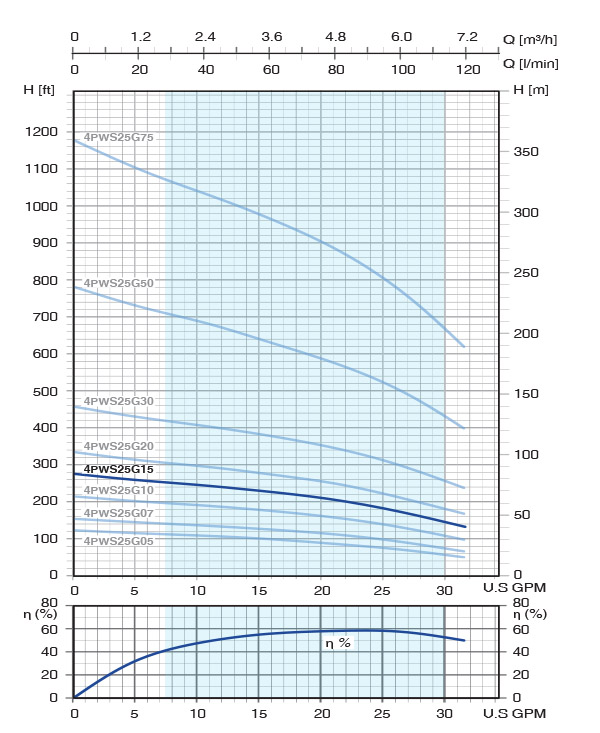 0 1.2 2.4 3.6 4.8 6.0 7.2 Q [m³/h]
0 20 40 60 80 100 120 Q [l/min]
H [ft] H [m]
1200
1100
1000
900
800
700
600
500
400
300
200
100
0
350
300
250
200
150
100
50
0
4PWS25G75
4PWS25G50
4PWS25G30
4PWS25G20
4PWS25G15
4PWS25G10
4PWS25G07
4PWS25G05
0 5 10 15 20 25 30 U.S GPM
80 80
η (%) η (%)
60 60
40 40
20 20
0 0
η %
0 5 10 15 20 25 30 U.S GPM